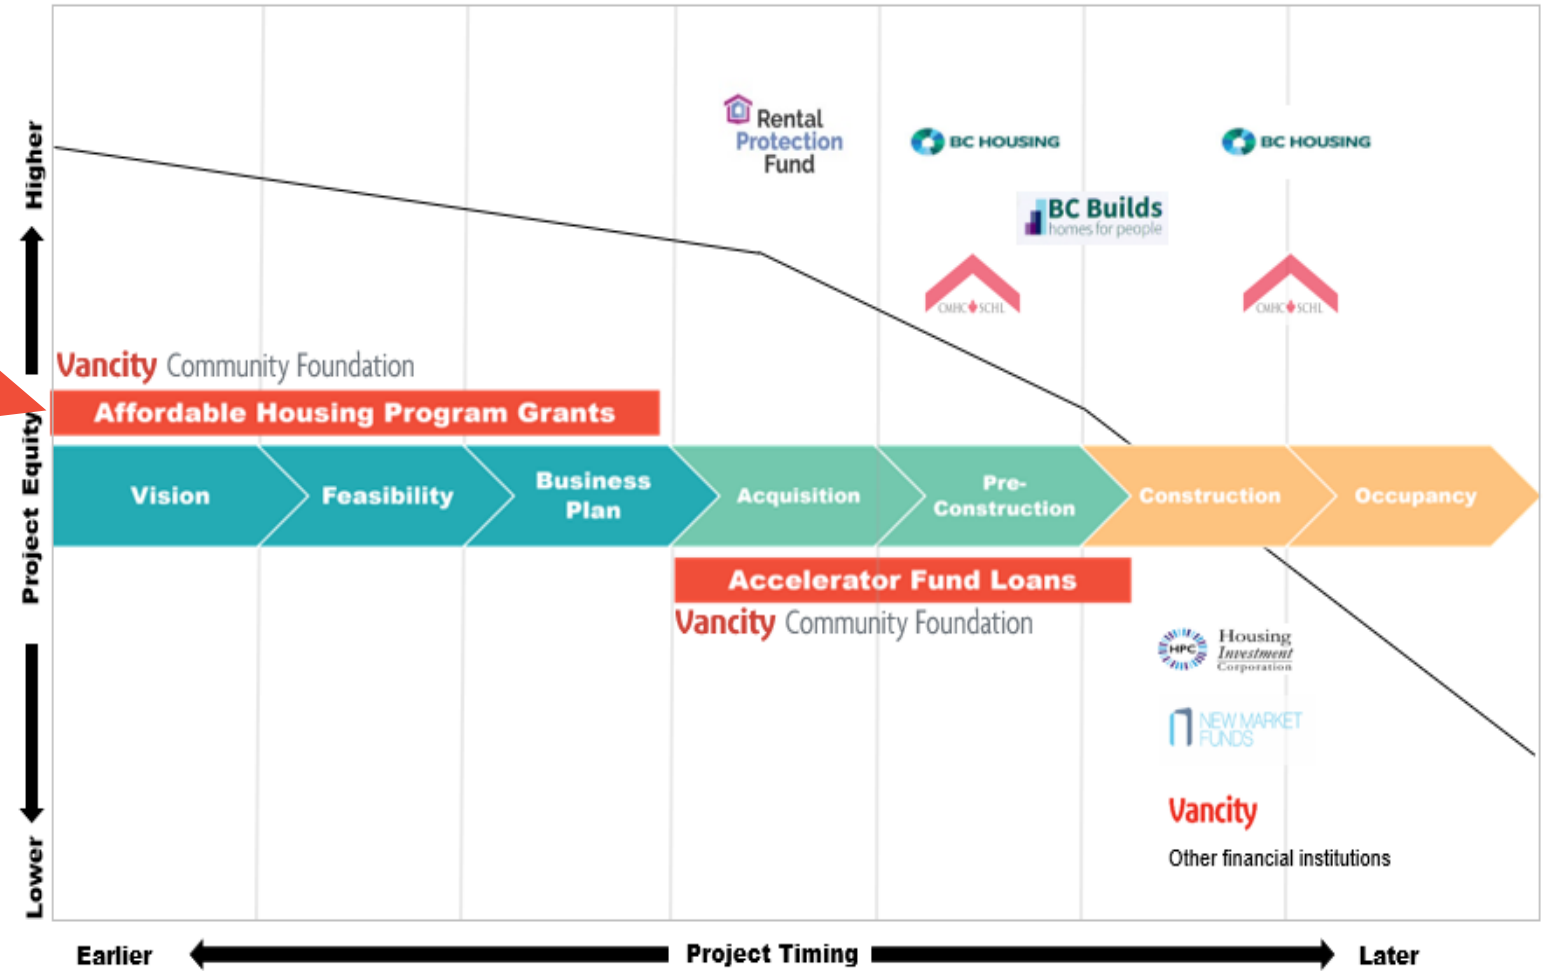 Higher
Project Equity
Lower
Rental
Protection
Fund
BC HOUSING
BC HOUSING
BC Builds
homes for people
CMHC SCHL
CMHC SCHL
Vancity Community Foundation
Affordable Housing Program Grants
Vision
Feasibility
Business
Plan
Acquisition
Pre-
Construction
Construction
Occupancy
Accelerator Fund Loans
Vancity Community Foundation
HPC
Housing
Investment
Corporation
NEW MARKET
FUNDS
Vancity
Other financial institutions
Earlier
Project Timing
Later